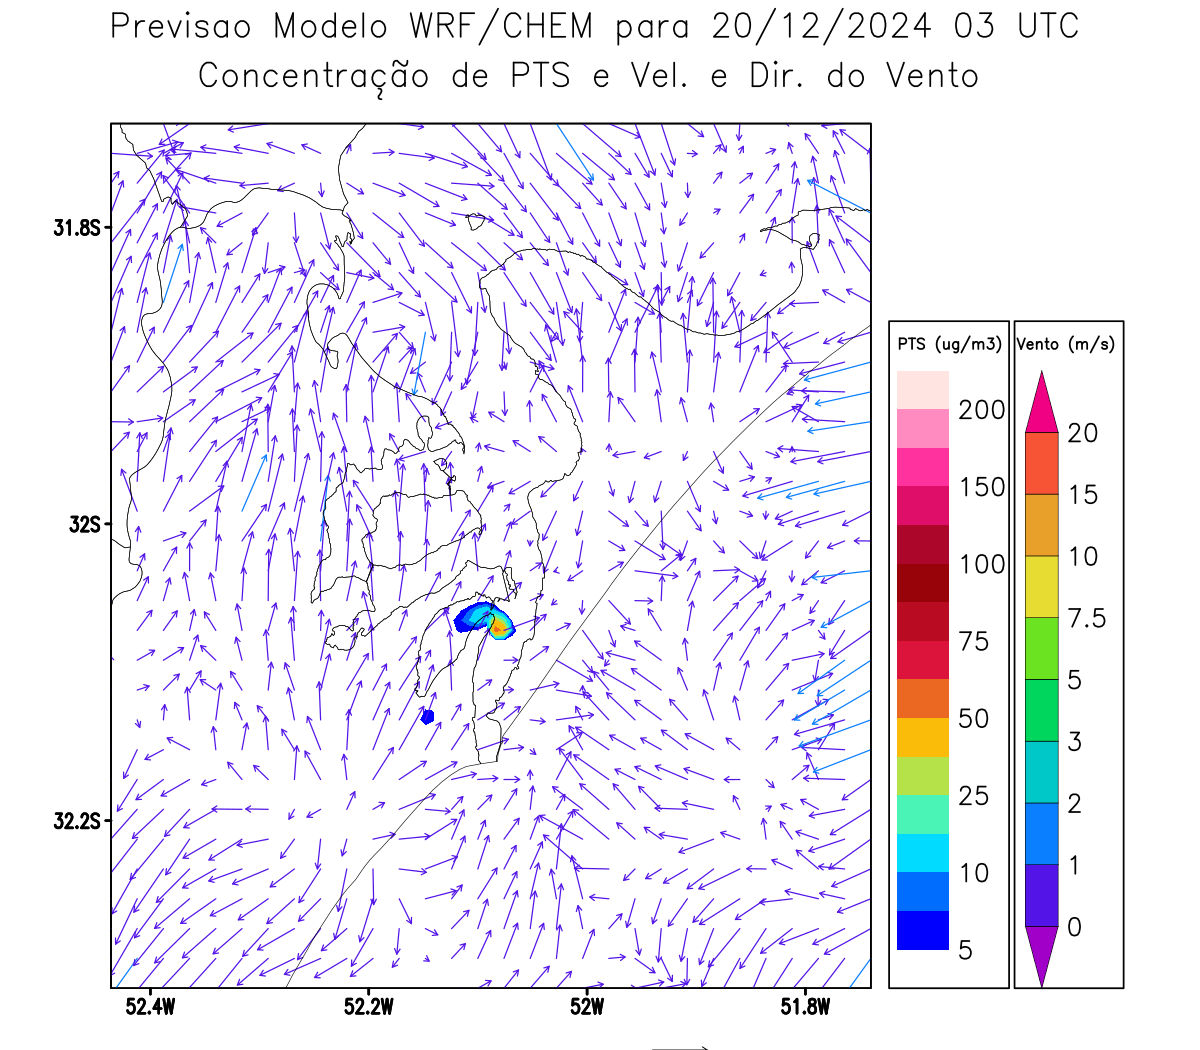 Previsao Modelo WRF/CHEM para 20/12/2024 03 UTC
Concentração de PTS e Vel. e Dir. do Vento
31.8S
32S
32.2S
52.4W
52.2W
52W
51.8W
PTS (ug/m3)
200
150
100
75
50
25
10
5
Vento (m/s)
20
15
10
7.5
5
3
2
1
0